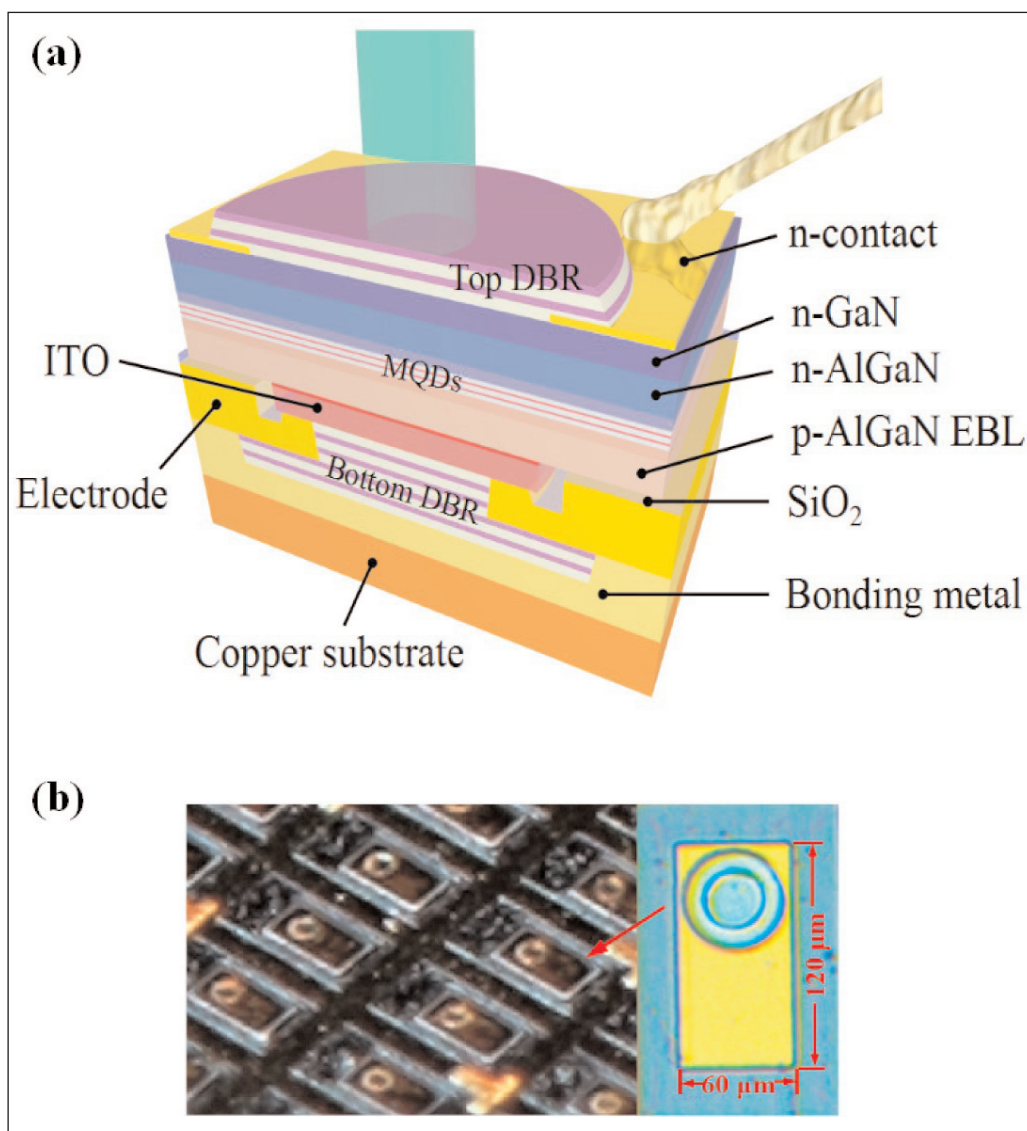 (a)
n-contact
Top DBR
n-GaN
ITO
MQDs
n-AlGaN
p-AlGaN EBL
Electrode
Bottom DBR
SiO₂
Bonding metal
Copper substrate
(b)
120 μm
60 μm